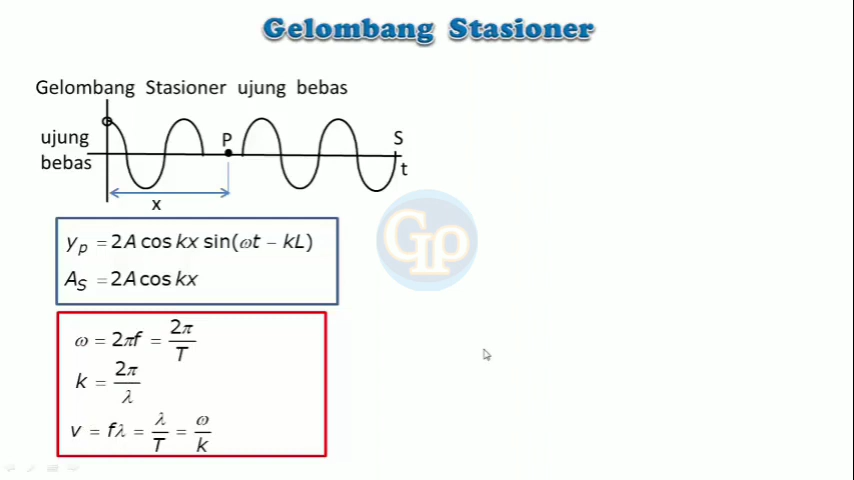 Gelombang Stasioner
Gelombang Stasioner ujung bebas
ujung
bebas
P
S
t
x
y_p = 2A cos kx sin(ωt − kL)
A_S = 2A cos kx
ω = 2πf = 2π/T
k = 2π/λ
v = fλ = λ/T = ω/k
GIP